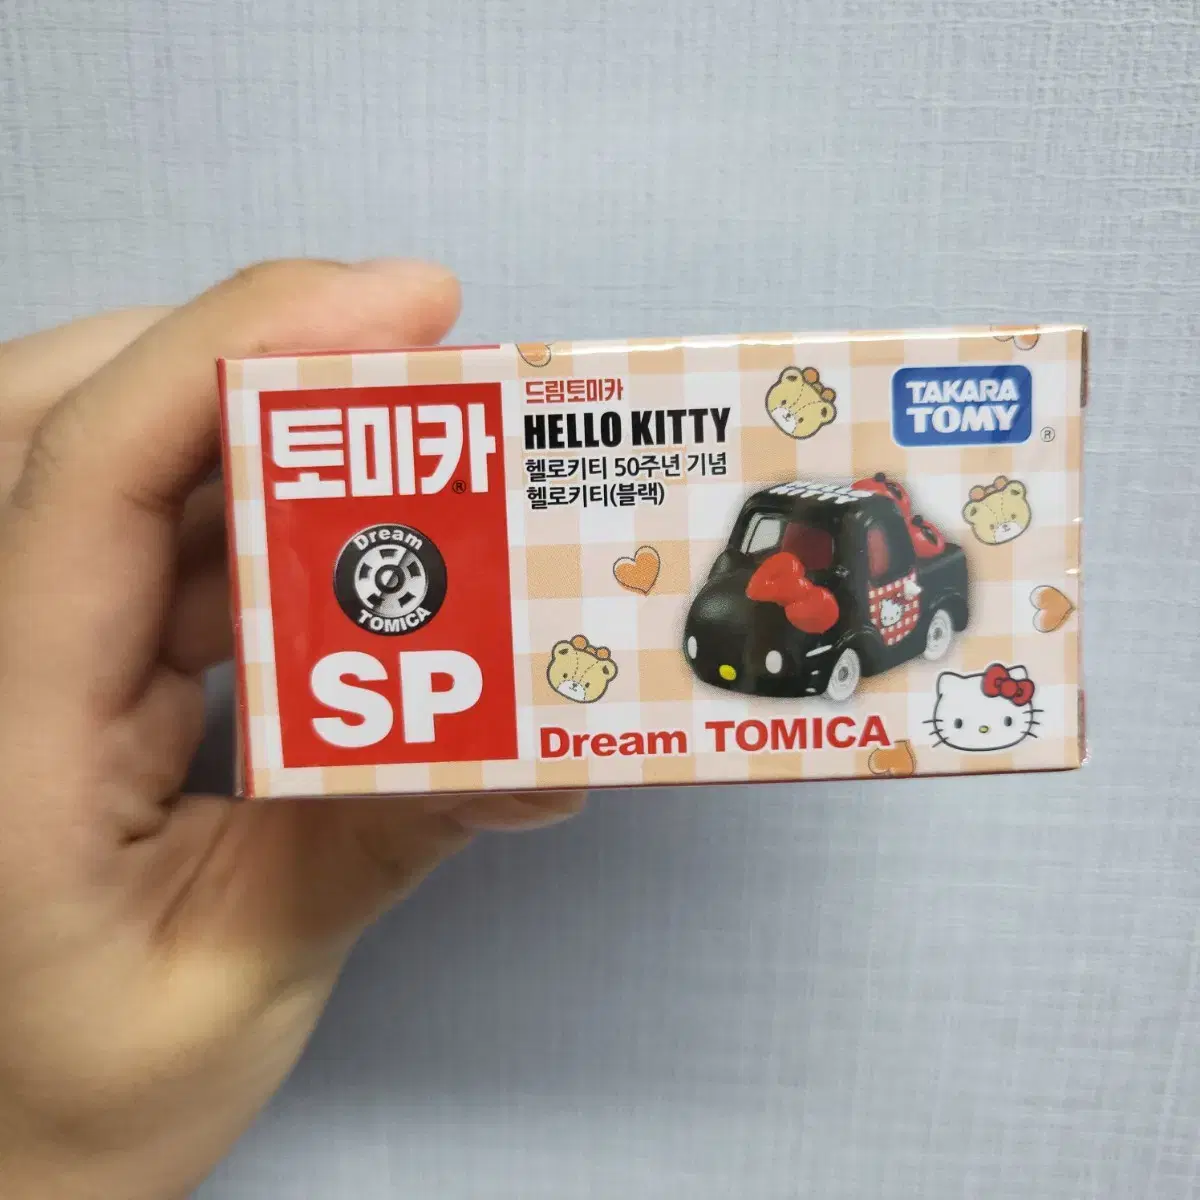 토미카®
Dream
TOMICA
SP
드림토미카
HELLO KITTY
헬로키티 50주년 기념
헬로키티(블랙)
TAKARA
TOMY®
Dream TOMICA